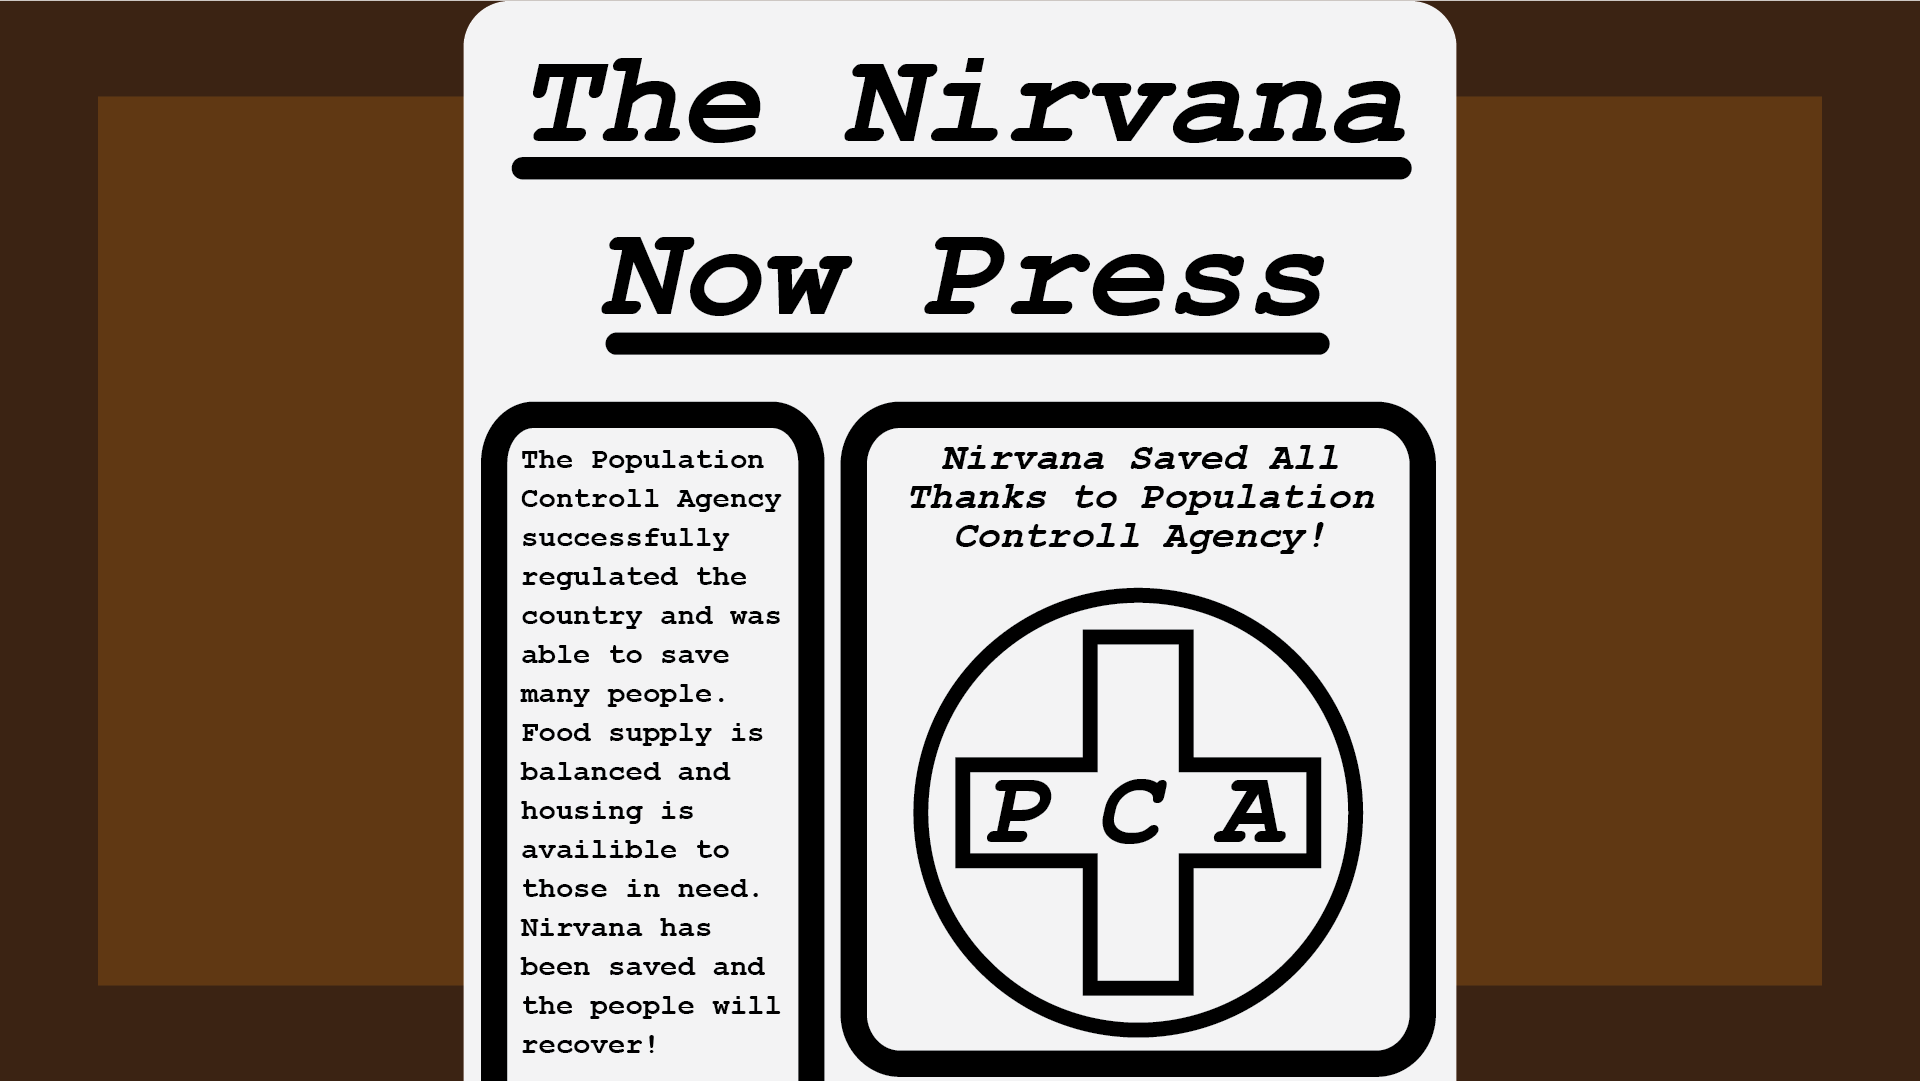 The Nirvana
Now Press
The Population
Controll Agency
successfully
regulated the
country and was
able to save
many people.
Food supply is
balanced and
housing is
availible to
those in need.
Nirvana has
been saved and
the people will
recover!
Nirvana Saved All
Thanks to Population
Controll Agency!
P C A